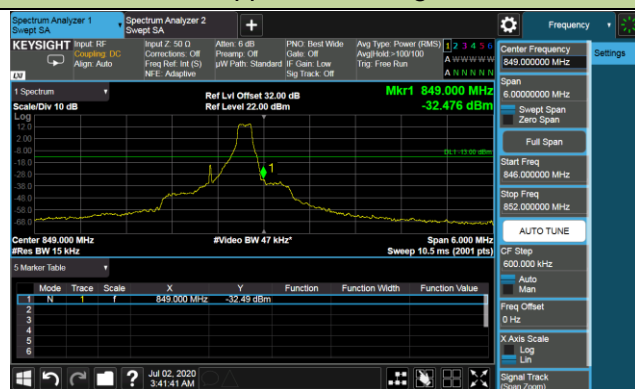 Spectrum Analyzer 1
Swept SA
Spectrum Analyzer 2
Swept SA
+
Frequency
KEYSIGHT
Input: RF
Coupling: DC
Align: Auto
Input Z: 50 Ω
Corrections: Off
Freq Ref: Int (S)
NFE: Adaptive
Atten: 6 dB
Preamp: Off
µW Path: Standard
PNO: Best Wide
Gate: Off
IF Gain: Low
Sig Track: Off
Avg Type: Power (RMS)
Avg|Hold:>100/100
Trig: Free Run
1 2 3 4 5 6
A W W W W W
A N N N N N
LXI
1 Spectrum
Scale/Div 10 dB
Log
Ref Lvl Offset 32.00 dB
Ref Level 22.00 dBm
Mkr1 849.000 MHz
-32.476 dBm
12.0
2.00
-8.00
-18.0
-28.0
-38.0
-48.0
-58.0
-68.0
DL1 -13.00 dBm
1
Center 849.000 MHz
#Res BW 15 kHz
#Video BW 47 kHz*
Span 6.000 MHz
Sweep 10.5 ms (2001 pts)
5 Marker Table
Mode Trace Scale X Y Function Function Width Function Value
1 N 1 f 849.000 MHz -32.49 dBm
2
3
4
5
6
Jul 02, 2020
3:41:41 AM
Center Frequency
849.000000 MHz
Settings
Span
6.00000000 MHz
Swept Span
Zero Span
Full Span
Start Freq
846.000000 MHz
Stop Freq
852.000000 MHz
AUTO TUNE
CF Step
600.000 kHz
Auto
Man
Freq Offset
0 Hz
X Axis Scale
Log
Lin
Signal Track
(Span Zoom)